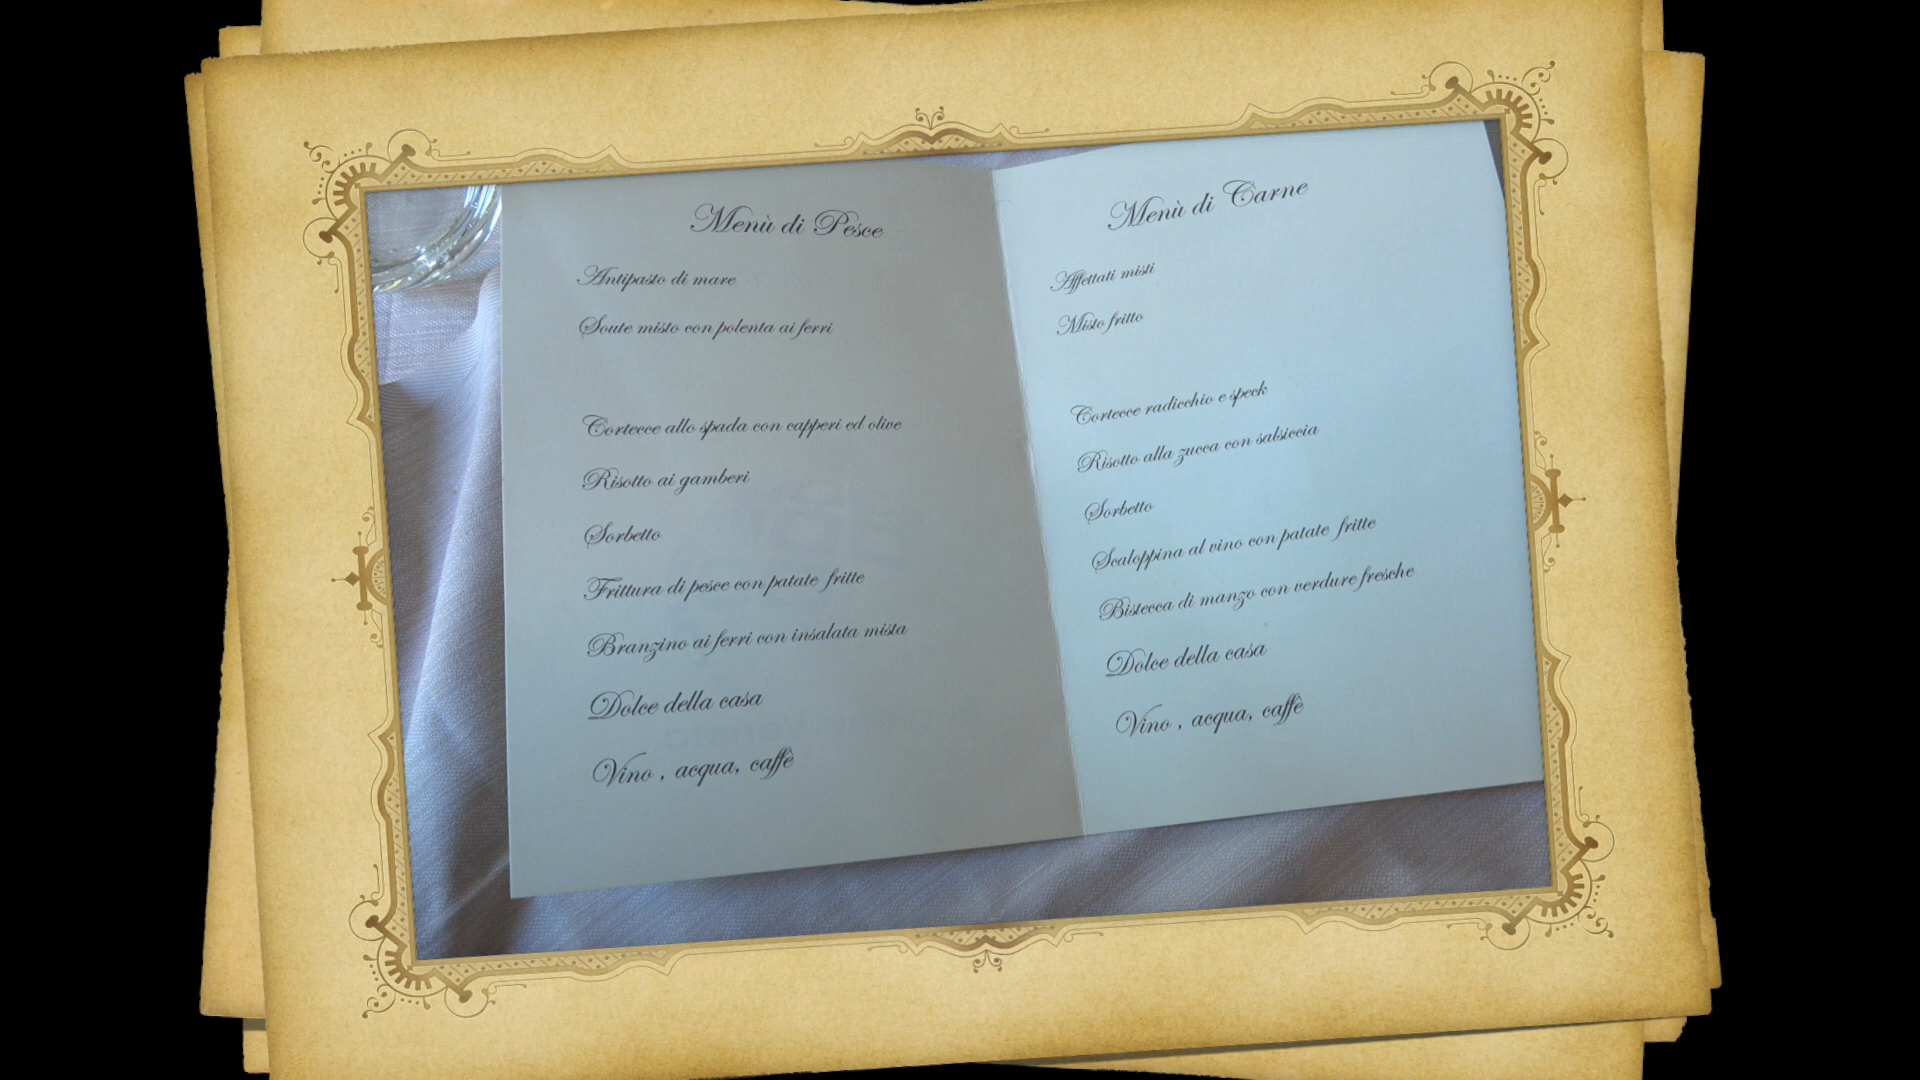 Menù di Pesce
Antipasto di mare
Soute misto con polenta ai ferri
Cortecce allo spada con capperi ed olive
Risotto ai gamberi
Sorbetto
Frittura di pesce con patate fritte
Branzino ai ferri con insalata mista
Dolce della casa
Vino , acqua, caffè
Menù di Carne
Affettati misti
Misto fritto
Cortecce radicchio e speck
Risotto alla zucca con salsiccia
Sorbetto
Scaloppina al vino con patate fritte
Bistecca di manzo con verdure fresche
Dolce della casa
Vino , acqua, caffè